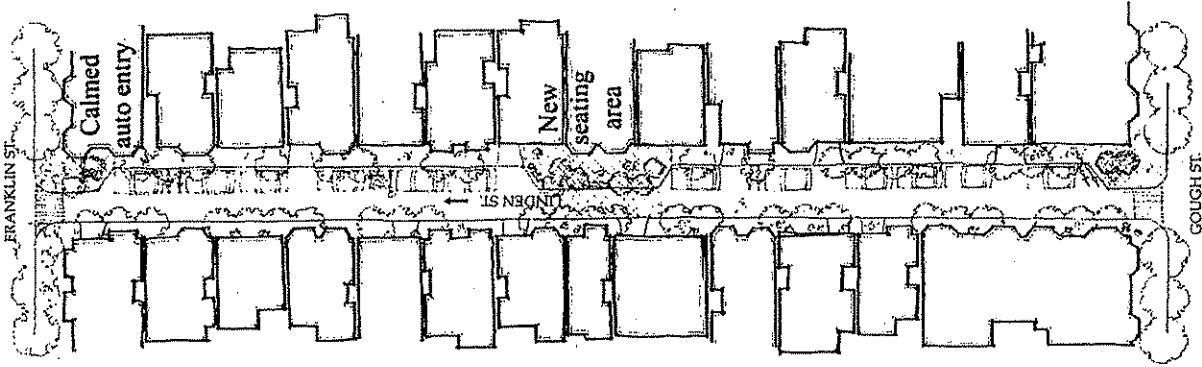 FRANKLIN ST.
Calmed
auto entry
New
seating
area
LINDEN ST.
GOUGH ST.